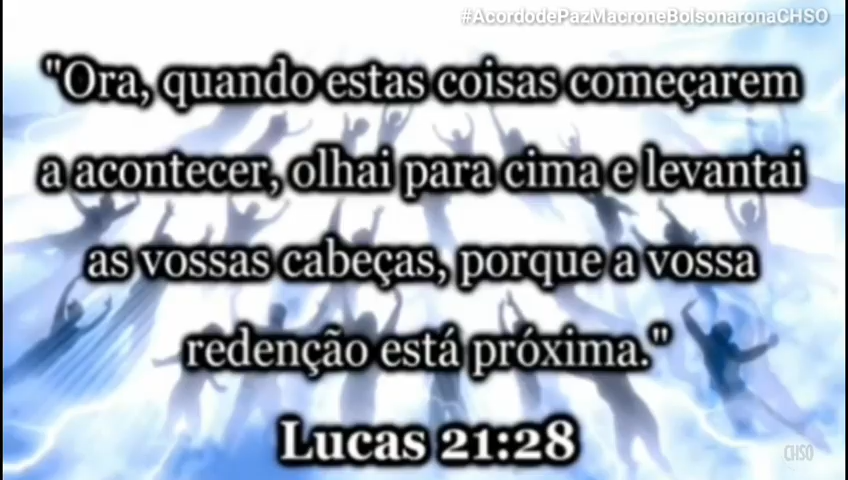 #AcordodePazMacroneBolsonaronaCHSO
"Ora, quando estas coisas começarem
a acontecer, olhai para cima e levantai
as vossas cabeças, porque a vossa
redenção está próxima."
Lucas 21:28
CHSO